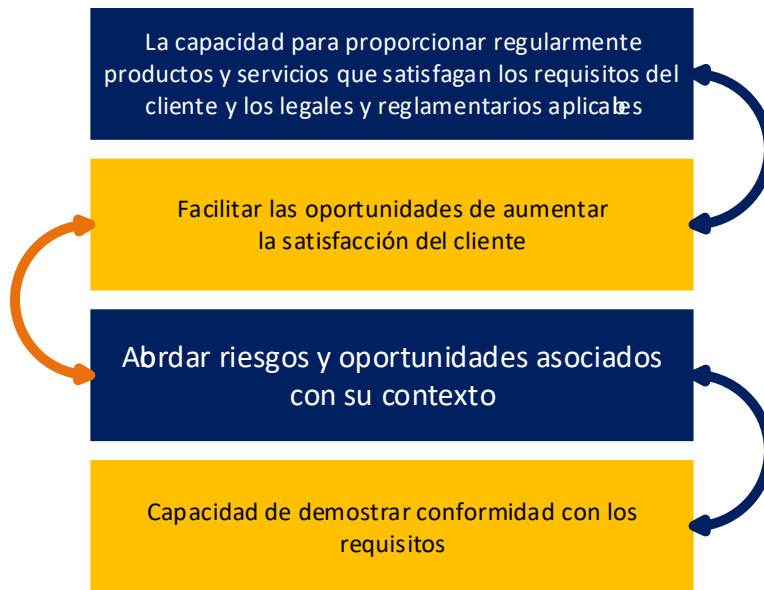 La capacidad para proporcionar regularmente
productos y servicios que satisfagan los requisitos del
cliente y los legales y reglamentarios aplicables
Facilitar las oportunidades de aumentar
la satisfacción del cliente
Abordar riesgos y oportunidades asociados
con su contexto
Capacidad de demostrar conformidad con los
requisitos